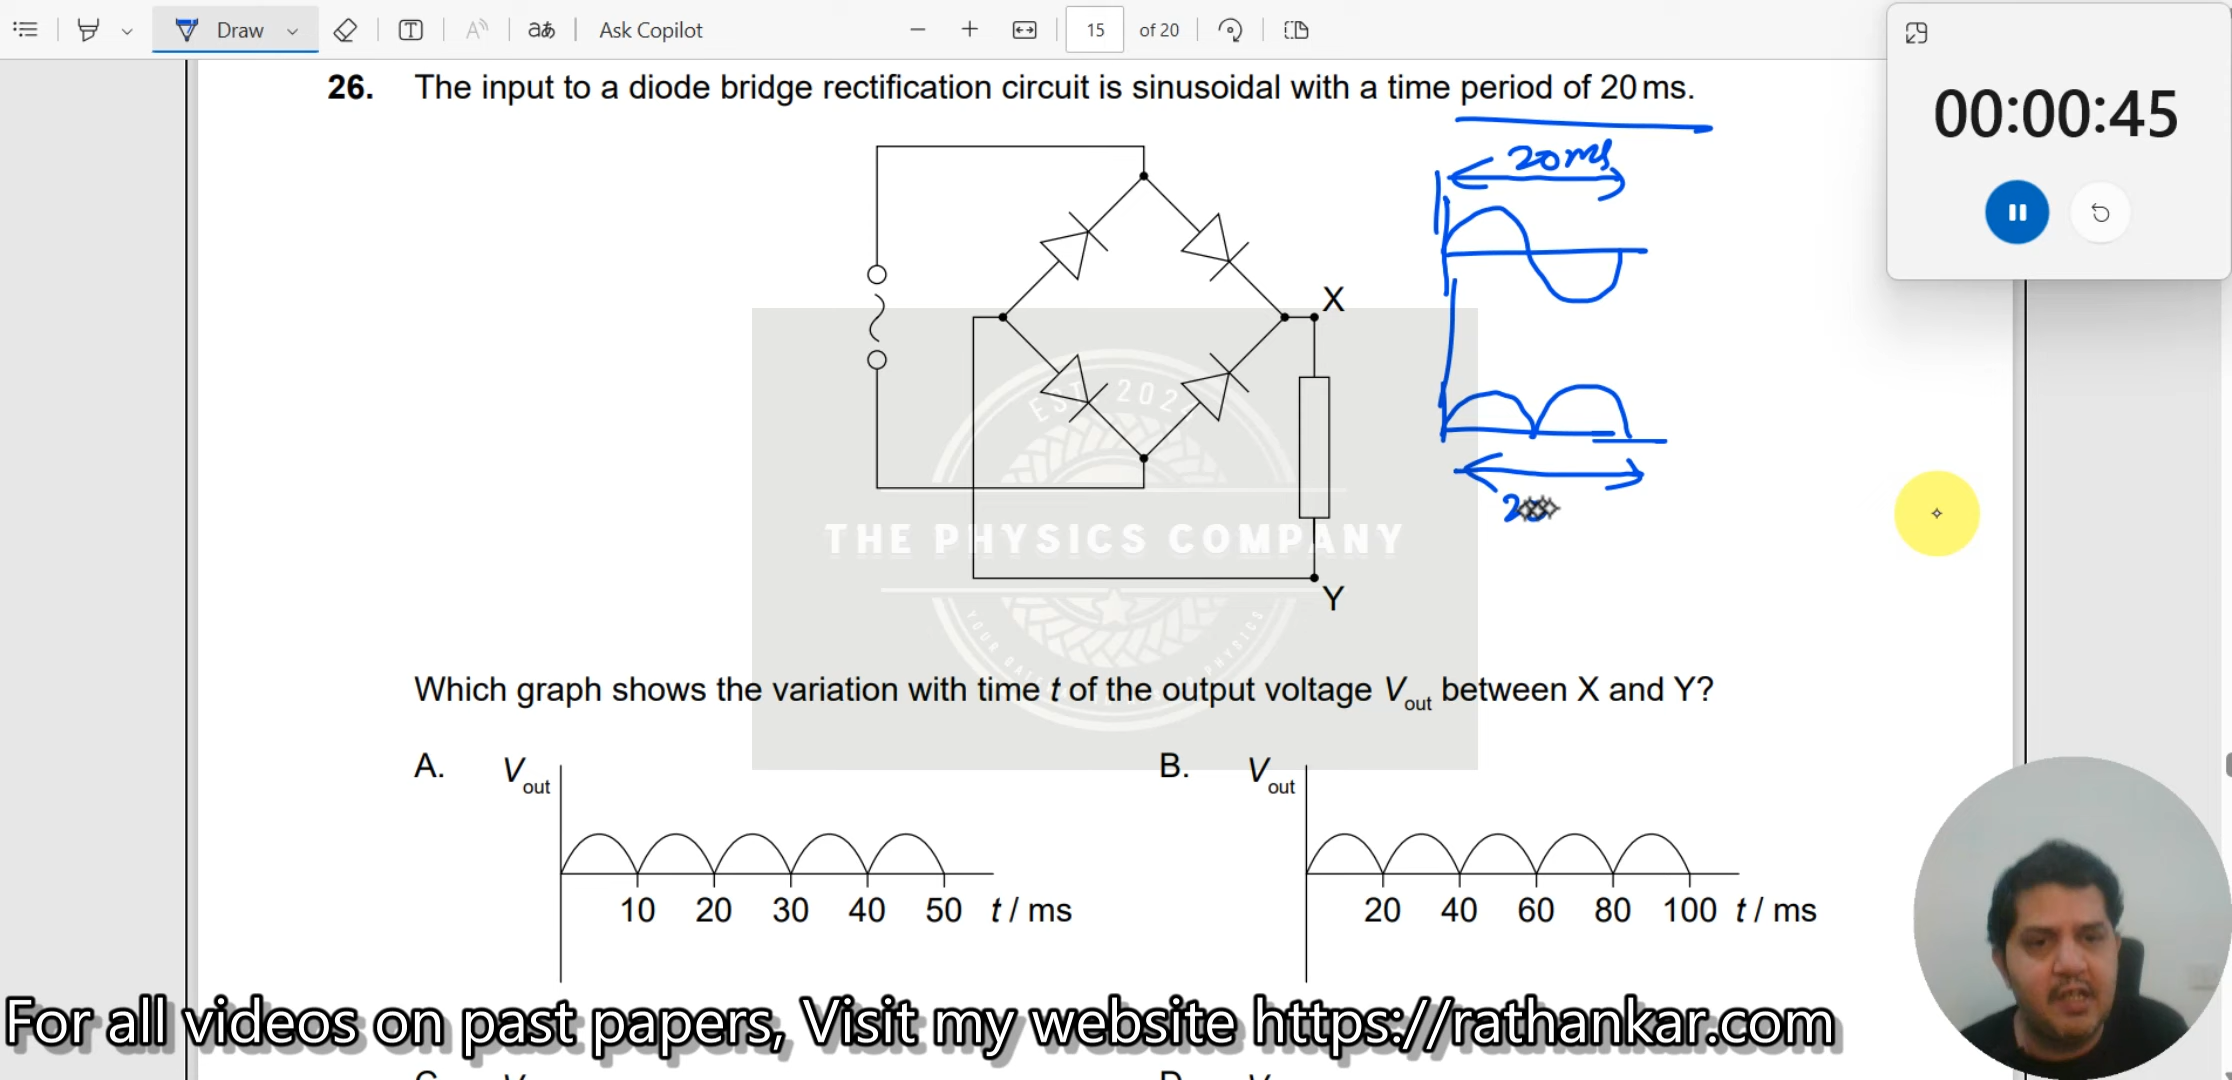 Draw
Ask Copilot
15 of 20
00:00:45
26. The input to a diode bridge rectification circuit is sinusoidal with a time period of 20 ms.
20ms
X
EST 2024
THE PHYSICS COMPANY
Y
Which graph shows the variation with time t of the output voltage Vout between X and Y?
A. Vout
10 20 30 40 50 t / ms
B. Vout
20 40 60 80 100 t / ms
For all videos on past papers, Visit my website https://rathankar.com